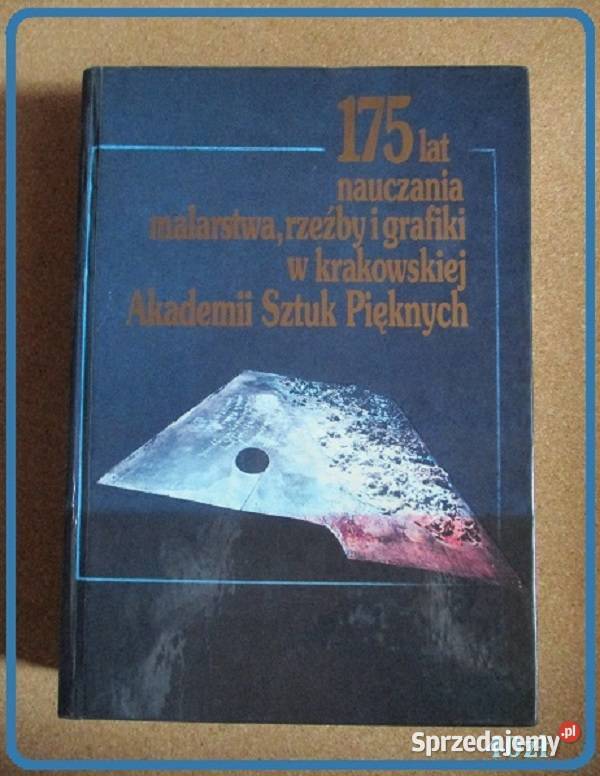 175 lat
nauczania
malarstwa, rzeźby i grafiki
w krakowskiej
Akademii Sztuk Pięknych
Sprzedajemy.pl